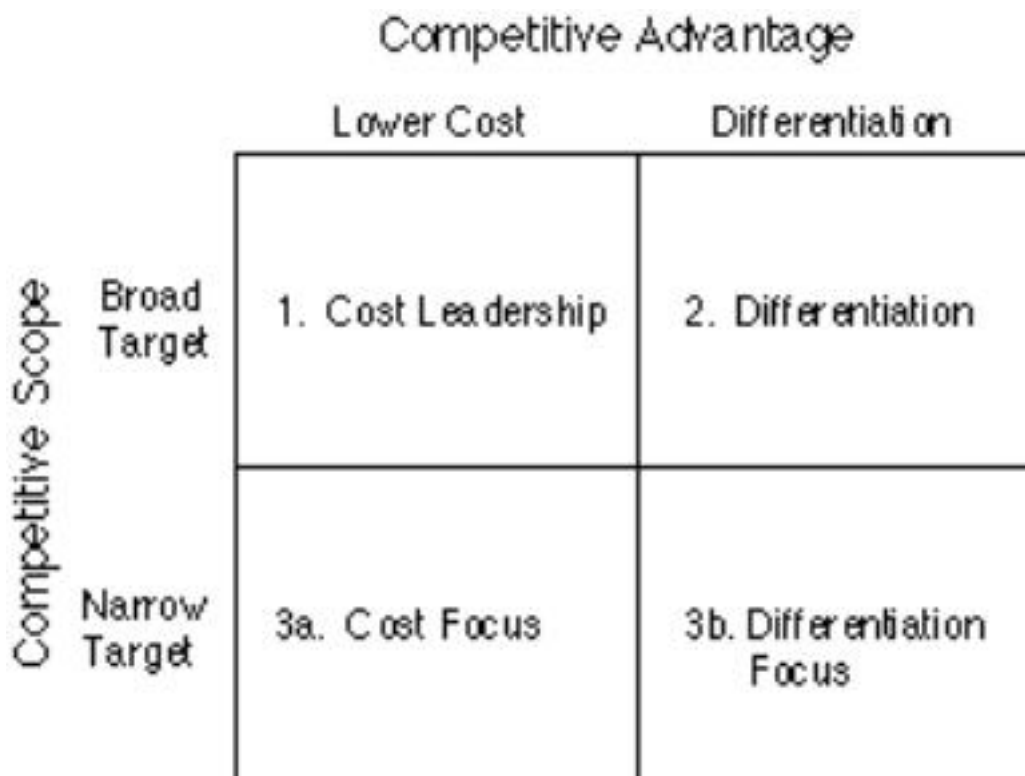 Competitive Advantage
Lower Cost
Differentiation
Competitive Scope
Broad
Target
1. Cost Leadership
2. Differentiation
Narrow
Target
3a. Cost Focus
3b. Differentiation
Focus